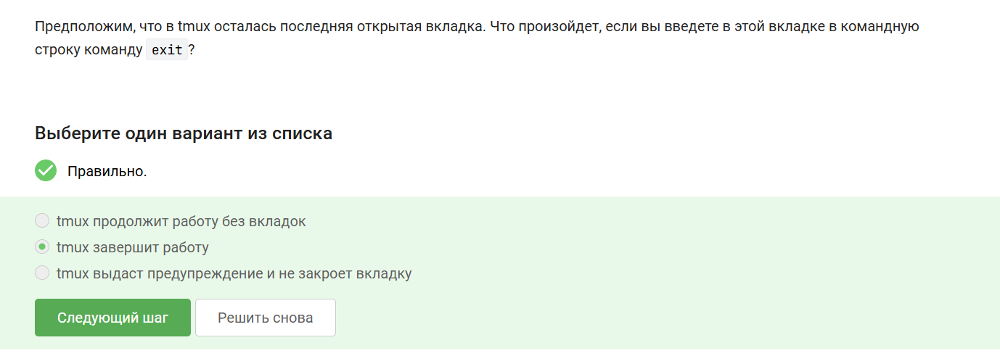 Предположим, что в tmux осталась последняя открытая вкладка. Что произойдет, если вы введете в этой вкладке в командную
строку команду exit?
Выберите один вариант из списка
Правильно.
tmux продолжит работу без вкладок
tmux завершит работу
tmux выдаст предупреждение и не закроет вкладку
Следующий шаг Решить снова